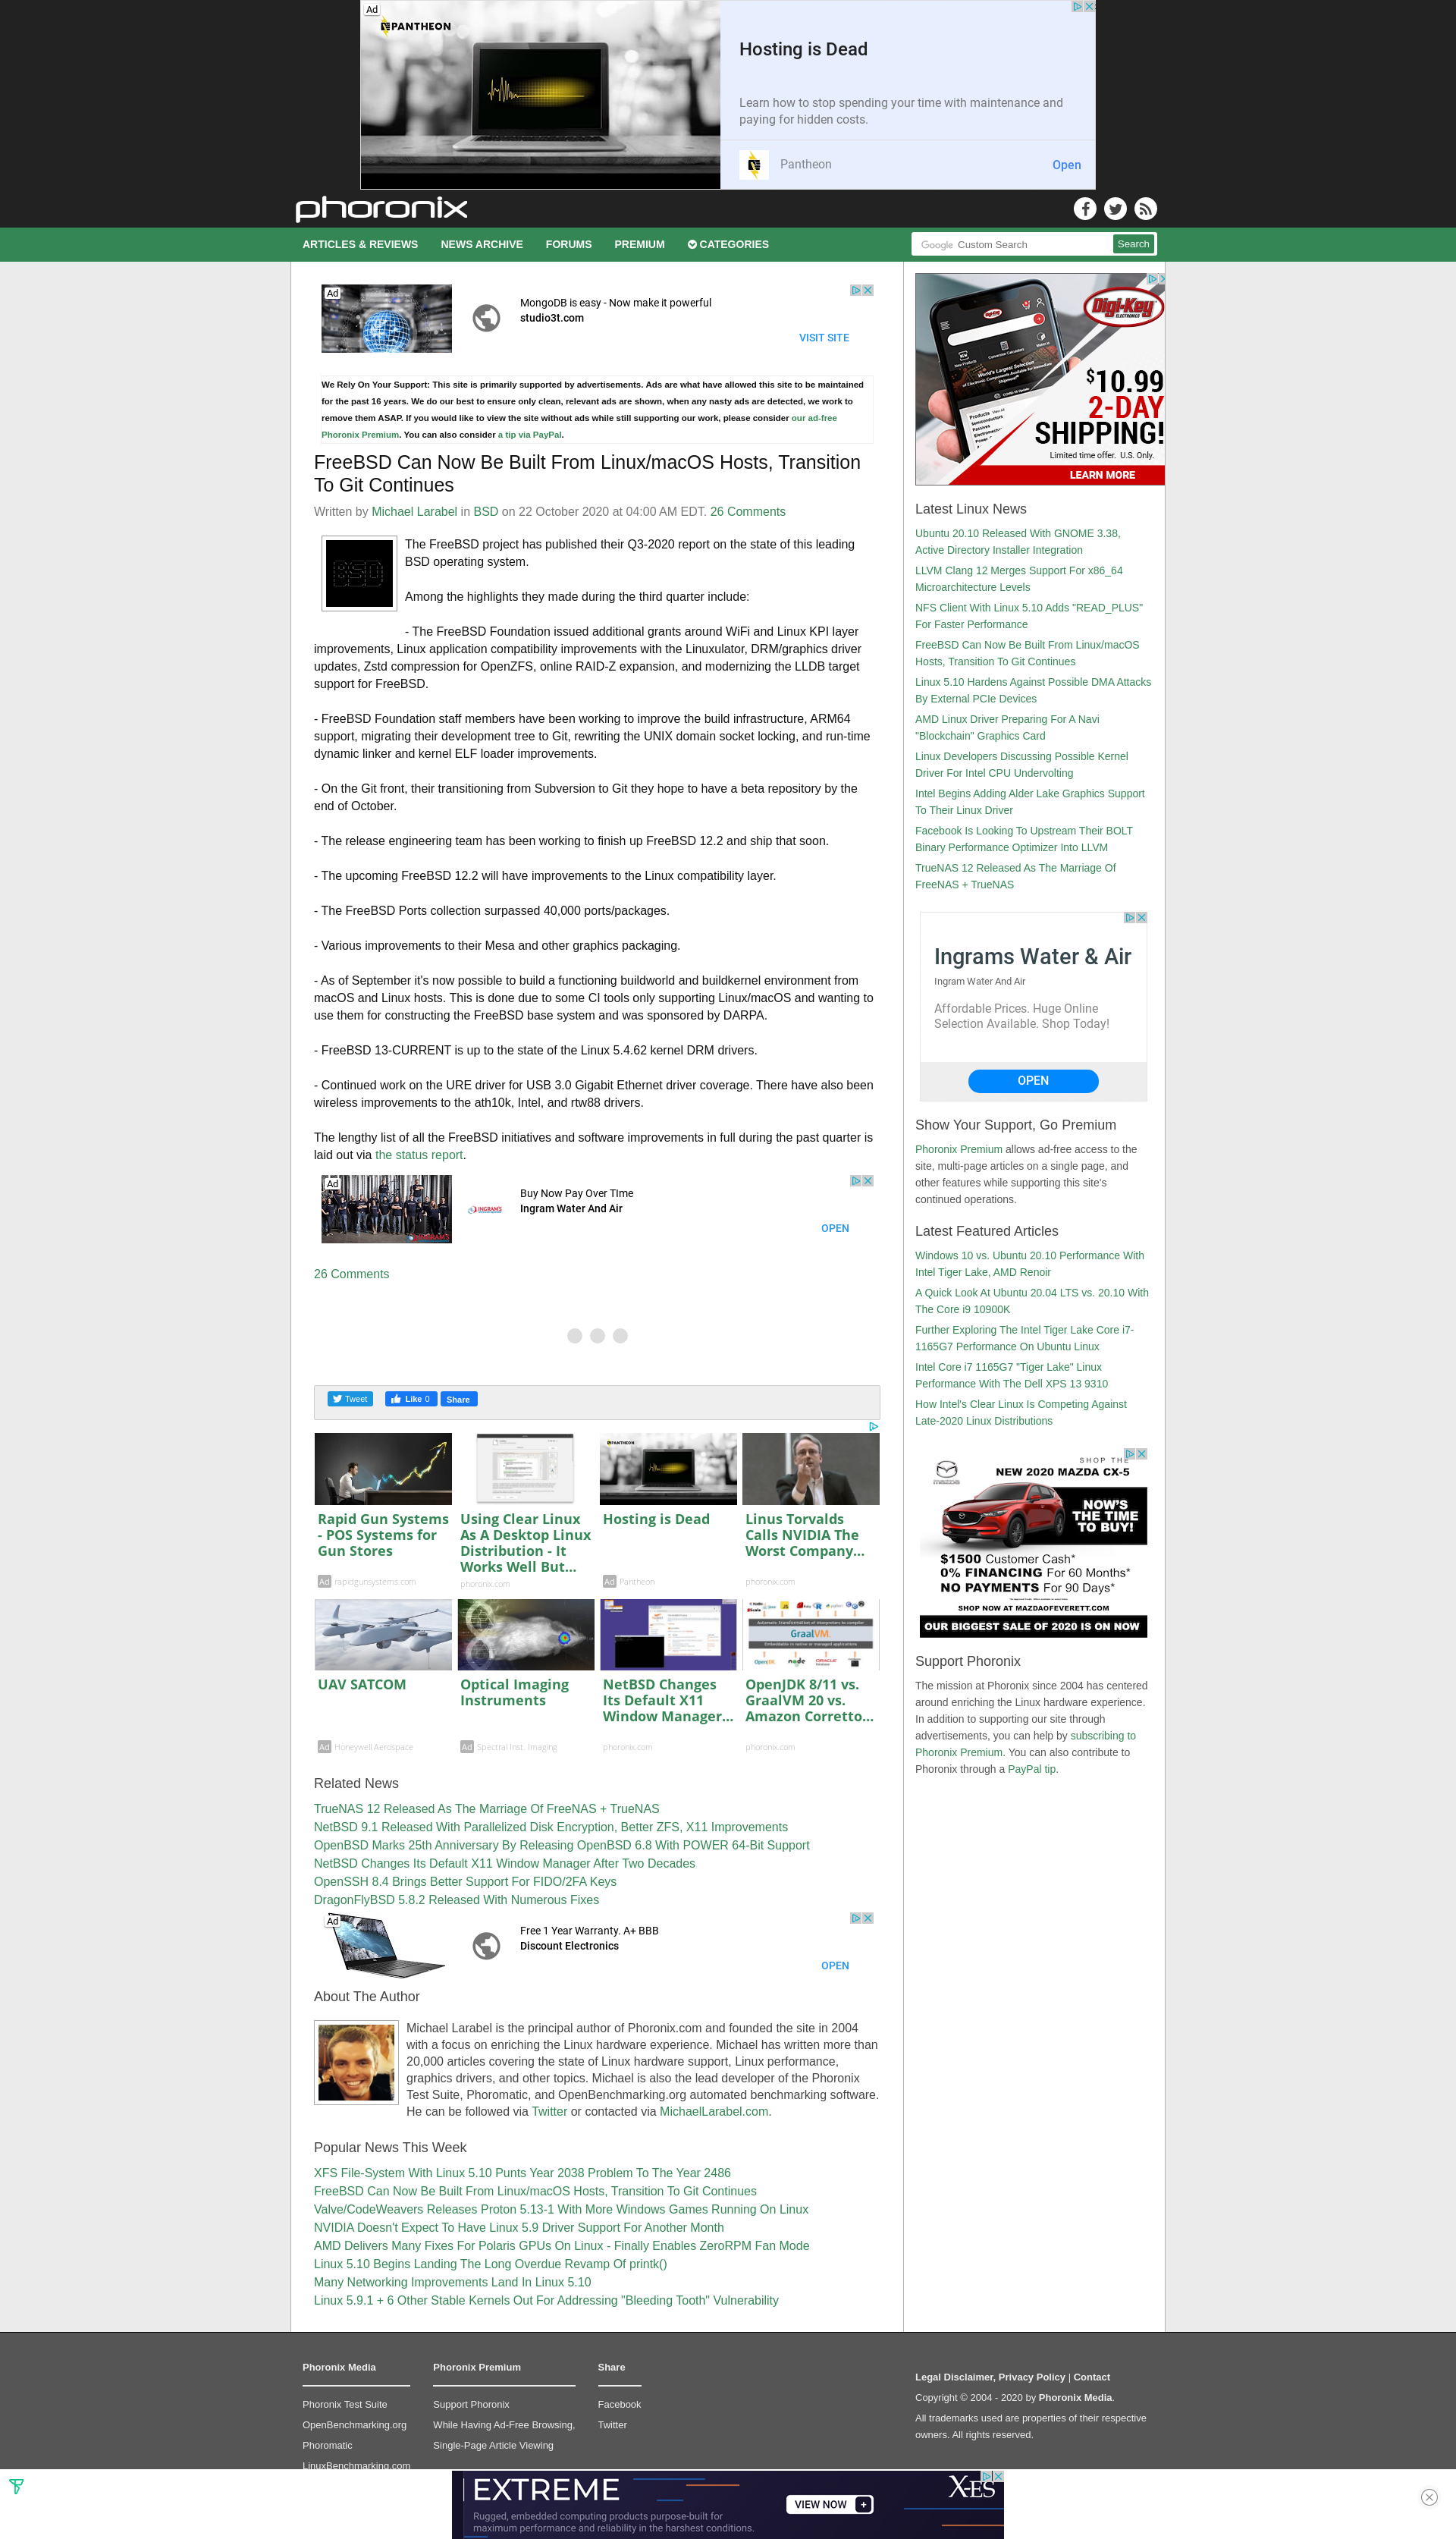 Ad
PANTHEON
Hosting is Dead
Learn how to stop spending your time with maintenance and
paying for hidden costs.
Pantheon
Open
phoronix
ARTICLES & REVIEWS
NEWS ARCHIVE
FORUMS
PREMIUM
CATEGORIES
Google Custom Search
Search
Ad
MongoDB is easy - Now make it powerful
studio3t.com
VISIT SITE
We Rely On Your Support: This site is primarily supported by advertisements. Ads are what have allowed this site to be maintained
for the past 16 years. We do our best to ensure only clean, relevant ads are shown, when any nasty ads are detected, we work to
remove them ASAP. If you would like to view the site without ads while still supporting our work, please consider our ad-free
Phoronix Premium. You can also consider a tip via PayPal.
FreeBSD Can Now Be Built From Linux/macOS Hosts, Transition
To Git Continues
Written by Michael Larabel in BSD on 22 October 2020 at 04:00 AM EDT. 26 Comments
BSD
The FreeBSD project has published their Q3-2020 report on the state of this leading
BSD operating system.
Among the highlights they made during the third quarter include:
- The FreeBSD Foundation issued additional grants around WiFi and Linux KPI layer
improvements, Linux application compatibility improvements with the Linuxulator, DRM/graphics driver
updates, Zstd compression for OpenZFS, online RAID-Z expansion, and modernizing the LLDB target
support for FreeBSD.
- FreeBSD Foundation staff members have been working to improve the build infrastructure, ARM64
support, migrating their development tree to Git, rewriting the UNIX domain socket locking, and run-time
dynamic linker and kernel ELF loader improvements.
- On the Git front, their transitioning from Subversion to Git they hope to have a beta repository by the
end of October.
- The release engineering team has been working to finish up FreeBSD 12.2 and ship that soon.
- The upcoming FreeBSD 12.2 will have improvements to the Linux compatibility layer.
- The FreeBSD Ports collection surpassed 40,000 ports/packages.
- Various improvements to their Mesa and other graphics packaging.
- As of September it's now possible to build a functioning buildworld and buildkernel environment from
macOS and Linux hosts. This is done due to some CI tools only supporting Linux/macOS and wanting to
use them for constructing the FreeBSD base system and was sponsored by DARPA.
- FreeBSD 13-CURRENT is up to the state of the Linux 5.4.62 kernel DRM drivers.
- Continued work on the URE driver for USB 3.0 Gigabit Ethernet driver coverage. There have also been
wireless improvements to the ath10k, Intel, and rtw88 drivers.
The lengthy list of all the FreeBSD initiatives and software improvements in full during the past quarter is
laid out via the status report.
Ad
INGRAM'S
Buy Now Pay Over TIme
Ingram Water And Air
OPEN
26 Comments
Tweet
Like 0
Share
Rapid Gun Systems
- POS Systems for
Gun Stores
Ad rapidgunsystems.com
Using Clear Linux
As A Desktop Linux
Distribution - It
Works Well But...
phoronix.com
PANTHEON
Hosting is Dead
Ad Pantheon
Linus Torvalds
Calls NVIDIA The
Worst Company...
phoronix.com
UAV SATCOM
Ad Honeywell Aerospace
Optical Imaging
Instruments
Ad Spectral Inst. Imaging
NetBSD Changes
Its Default X11
Window Manager...
phoronix.com
GraalVM.
OpenJDK 8/11 vs.
GraalVM 20 vs.
Amazon Corretto...
phoronix.com
Related News
TrueNAS 12 Released As The Marriage Of FreeNAS + TrueNAS
NetBSD 9.1 Released With Parallelized Disk Encryption, Better ZFS, X11 Improvements
OpenBSD Marks 25th Anniversary By Releasing OpenBSD 6.8 With POWER 64-Bit Support
NetBSD Changes Its Default X11 Window Manager After Two Decades
OpenSSH 8.4 Brings Better Support For FIDO/2FA Keys
DragonFlyBSD 5.8.2 Released With Numerous Fixes
Ad
Free 1 Year Warranty. A+ BBB
Discount Electronics
OPEN
About The Author
Michael Larabel is the principal author of Phoronix.com and founded the site in 2004
with a focus on enriching the Linux hardware experience. Michael has written more than
20,000 articles covering the state of Linux hardware support, Linux performance,
graphics drivers, and other topics. Michael is also the lead developer of the Phoronix
Test Suite, Phoromatic, and OpenBenchmarking.org automated benchmarking software.
He can be followed via Twitter or contacted via MichaelLarabel.com.
Popular News This Week
XFS File-System With Linux 5.10 Punts Year 2038 Problem To The Year 2486
FreeBSD Can Now Be Built From Linux/macOS Hosts, Transition To Git Continues
Valve/CodeWeavers Releases Proton 5.13-1 With More Windows Games Running On Linux
NVIDIA Doesn't Expect To Have Linux 5.9 Driver Support For Another Month
AMD Delivers Many Fixes For Polaris GPUs On Linux - Finally Enables ZeroRPM Fan Mode
Linux 5.10 Begins Landing The Long Overdue Revamp Of printk()
Many Networking Improvements Land In Linux 5.10
Linux 5.9.1 + 6 Other Stable Kernels Out For Addressing "Bleeding Tooth" Vulnerability
Digi-Key
ELECTRONICS
$10.99
2-DAY
SHIPPING!
Limited time offer. U.S. Only.
LEARN MORE
Latest Linux News
Ubuntu 20.10 Released With GNOME 3.38,
Active Directory Installer Integration
LLVM Clang 12 Merges Support For x86_64
Microarchitecture Levels
NFS Client With Linux 5.10 Adds "READ_PLUS"
For Faster Performance
FreeBSD Can Now Be Built From Linux/macOS
Hosts, Transition To Git Continues
Linux 5.10 Hardens Against Possible DMA Attacks
By External PCIe Devices
AMD Linux Driver Preparing For A Navi
"Blockchain" Graphics Card
Linux Developers Discussing Possible Kernel
Driver For Intel CPU Undervolting
Intel Begins Adding Alder Lake Graphics Support
To Their Linux Driver
Facebook Is Looking To Upstream Their BOLT
Binary Performance Optimizer Into LLVM
TrueNAS 12 Released As The Marriage Of
FreeNAS + TrueNAS
Ingrams Water & Air
Ingram Water And Air
Affordable Prices. Huge Online
Selection Available. Shop Today!
OPEN
Show Your Support, Go Premium
Phoronix Premium allows ad-free access to the
site, multi-page articles on a single page, and
other features while supporting this site's
continued operations.
Latest Featured Articles
Windows 10 vs. Ubuntu 20.10 Performance With
Intel Tiger Lake, AMD Renoir
A Quick Look At Ubuntu 20.04 LTS vs. 20.10 With
The Core i9 10900K
Further Exploring The Intel Tiger Lake Core i7-
1165G7 Performance On Ubuntu Linux
Intel Core i7 1165G7 "Tiger Lake" Linux
Performance With The Dell XPS 13 9310
How Intel's Clear Linux Is Competing Against
Late-2020 Linux Distributions
SHOP THE
NEW 2020 MAZDA CX-5
NOW'S
THE TIME
TO BUY!
$1500 Customer Cash*
0% FINANCING For 60 Months*
NO PAYMENTS For 90 Days*
SHOP NOW AT MAZDAOFEVERETT.COM
OUR BIGGEST SALE OF 2020 IS ON NOW
Support Phoronix
The mission at Phoronix since 2004 has centered
around enriching the Linux hardware experience.
In addition to supporting our site through
advertisements, you can help by subscribing to
Phoronix Premium. You can also contribute to
Phoronix through a PayPal tip.
Phoronix Media
Phoronix Test Suite
OpenBenchmarking.org
Phoromatic
LinuxBenchmarking.com
Phoronix Premium
Support Phoronix
While Having Ad-Free Browsing,
Single-Page Article Viewing
Share
Facebook
Twitter
Legal Disclaimer, Privacy Policy | Contact
Copyright © 2004 - 2020 by Phoronix Media.
All trademarks used are properties of their respective
owners. All rights reserved.
EXTREME
Rugged, embedded computing products purpose-built for
maximum performance and reliability in the harshest conditions.
VIEW NOW +
X-ES